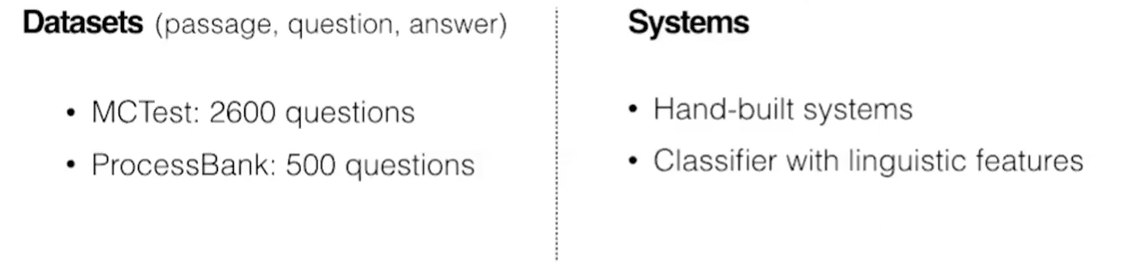 Datasets (passage, question, answer)
• MCTest: 2600 questions
• ProcessBank: 500 questions
Systems
• Hand-built systems
• Classifier with linguistic features